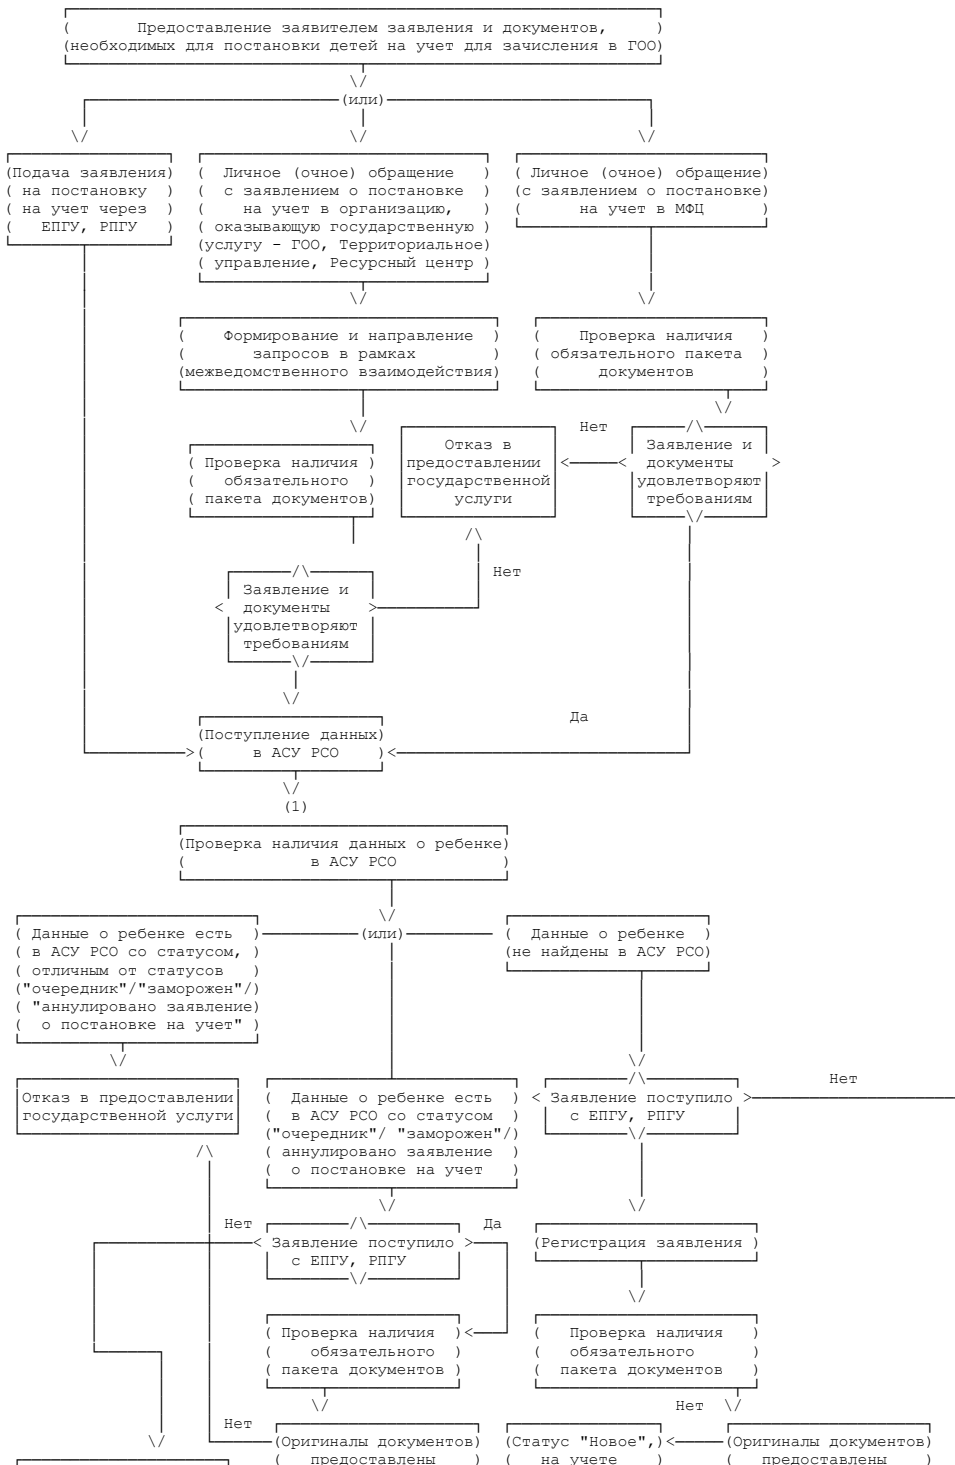 Предоставление заявителем заявления и документов,
(необходимых для постановки детей на учет для зачисления в ГОО)
(или)
(Подача заявления)
( на постановку )
( на учет через )
( ЕПГУ, РПГУ )
( Личное (очное) обращение )
( с заявлением о постановке )
( на учет в организацию, )
( оказывающую государственную )
(услугу - ГОО, Территориальное)
( управление, Ресурсный центр )
( Личное (очное) обращение)
(с заявлением о постановке)
( на учет в МФЦ )
( Формирование и направление )
( запросов в рамках )
(межведомственного взаимодействия)
( Проверка наличия )
( обязательного пакета )
( документов )
( Проверка наличия )
( обязательного )
( пакета документов)
Отказ в
предоставлении
государственной
услуги
Нет
Заявление и
документы
удовлетворяют
требованиям
Нет
Заявление и
документы
удовлетворяют
требованиям
Да
(Поступление данных)
( в АСУ РСО )
(1)
(Проверка наличия данных о ребенке)
( в АСУ РСО )
(или)
( Данные о ребенке есть )
( в АСУ РСО со статусом, )
( отличным от статусов )
("очередник"/"заморожен"/)
( "аннулировано заявление)
( о постановке на учет" )
( Данные о ребенке )
(не найдены в АСУ РСО)
Отказ в предоставлении
государственной услуги
( Данные о ребенке есть )
( в АСУ РСО со статусом )
("очередник"/ "заморожен"/)
( аннулировано заявление )
( о постановке на учет )
< Заявление поступило >
с ЕПГУ, РПГУ
Нет
Нет
< Заявление поступило >
с ЕПГУ, РПГУ
Да
(Регистрация заявления )
( Проверка наличия )
( обязательного )
( пакета документов )
( Проверка наличия )
( обязательного )
( пакета документов )
Нет
(Оригиналы документов)
( предоставлены )
(Статус "Новое",)
( на учете )
Нет
(Оригиналы документов)
( предоставлены )